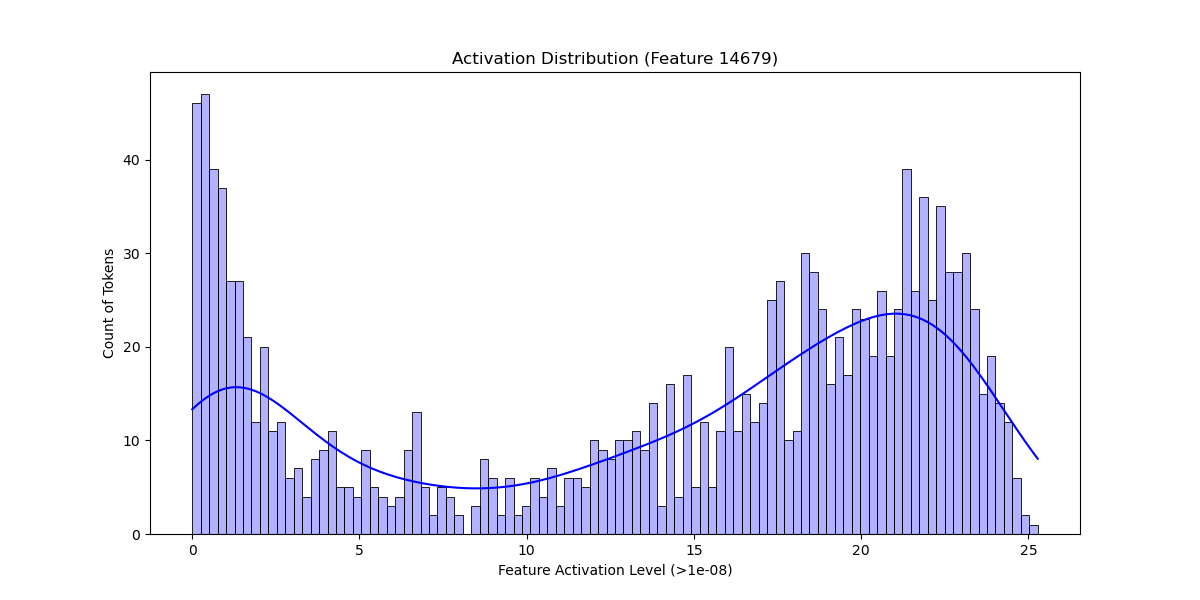 Activation Distribution (Feature 14679)
Count of Tokens
40
30
20
10
0
0 5 10 15 20 25
Feature Activation Level (>1e-08)